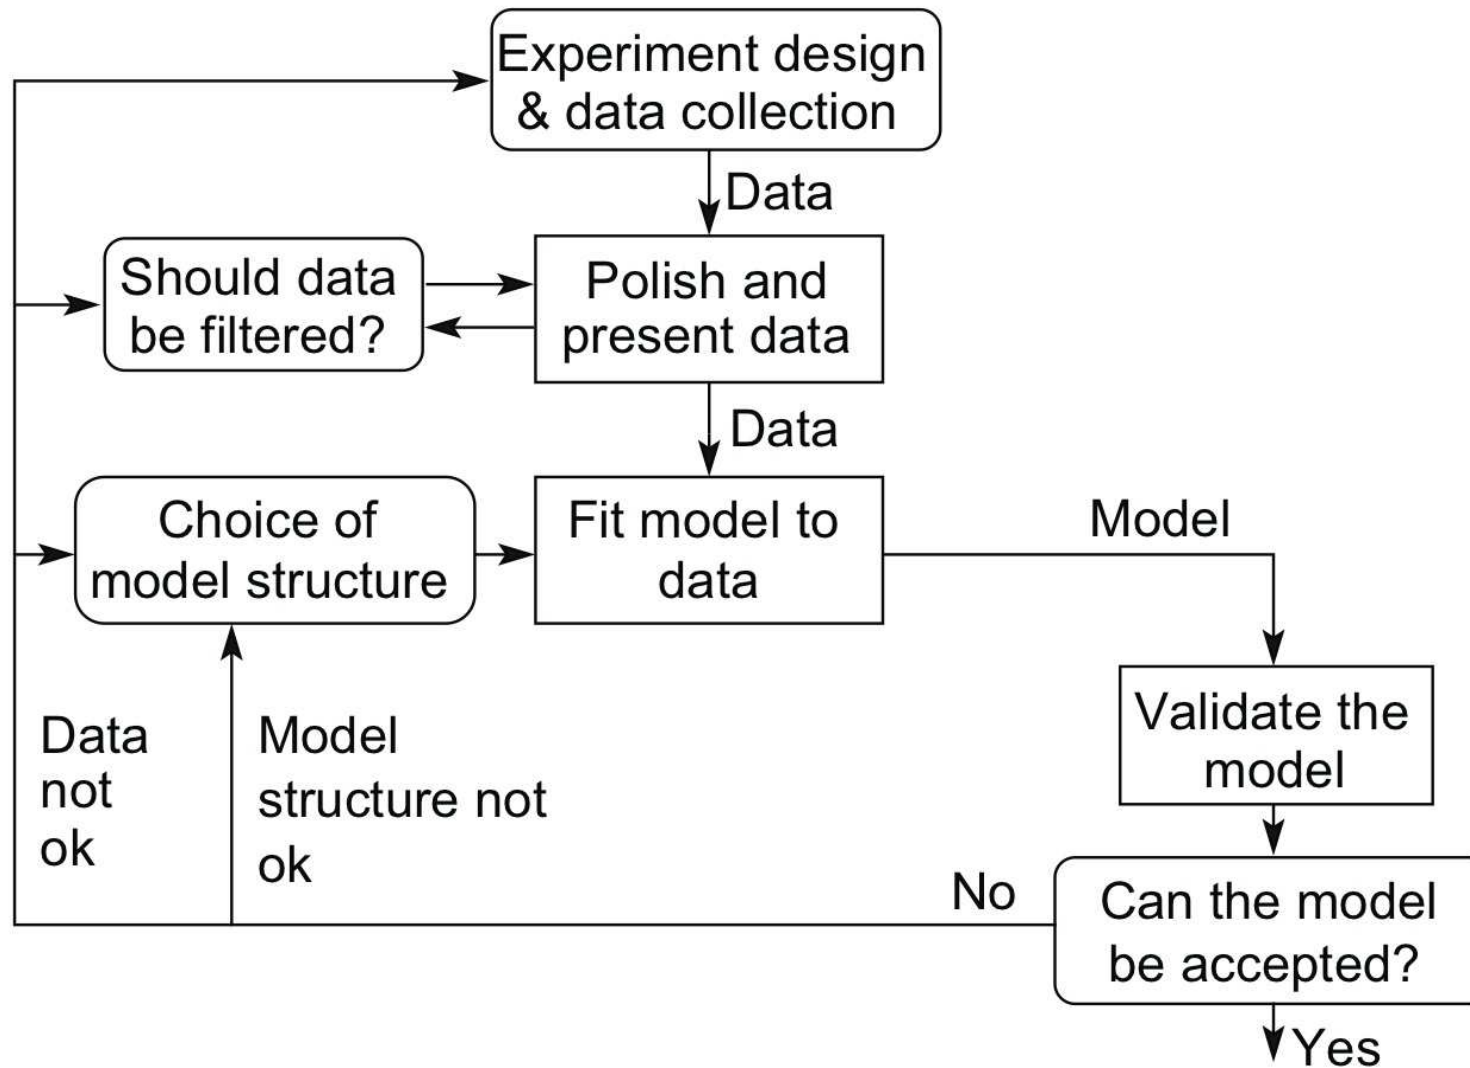 Experiment design
& data collection
Data
Should data
be filtered?
Polish and
present data
Data
Choice of
model structure
Fit model to
data
Model
Data
not
ok
Model
structure not
ok
Validate the
model
No
Can the model
be accepted?
Yes